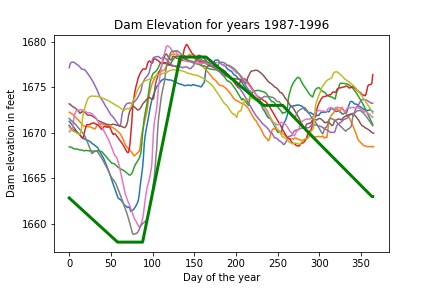 Dam Elevation for years 1987-1996
Dam elevation in feet
1680
1675
1670
1665
1660
0 50 100 150 200 250 300 350
Day of the year